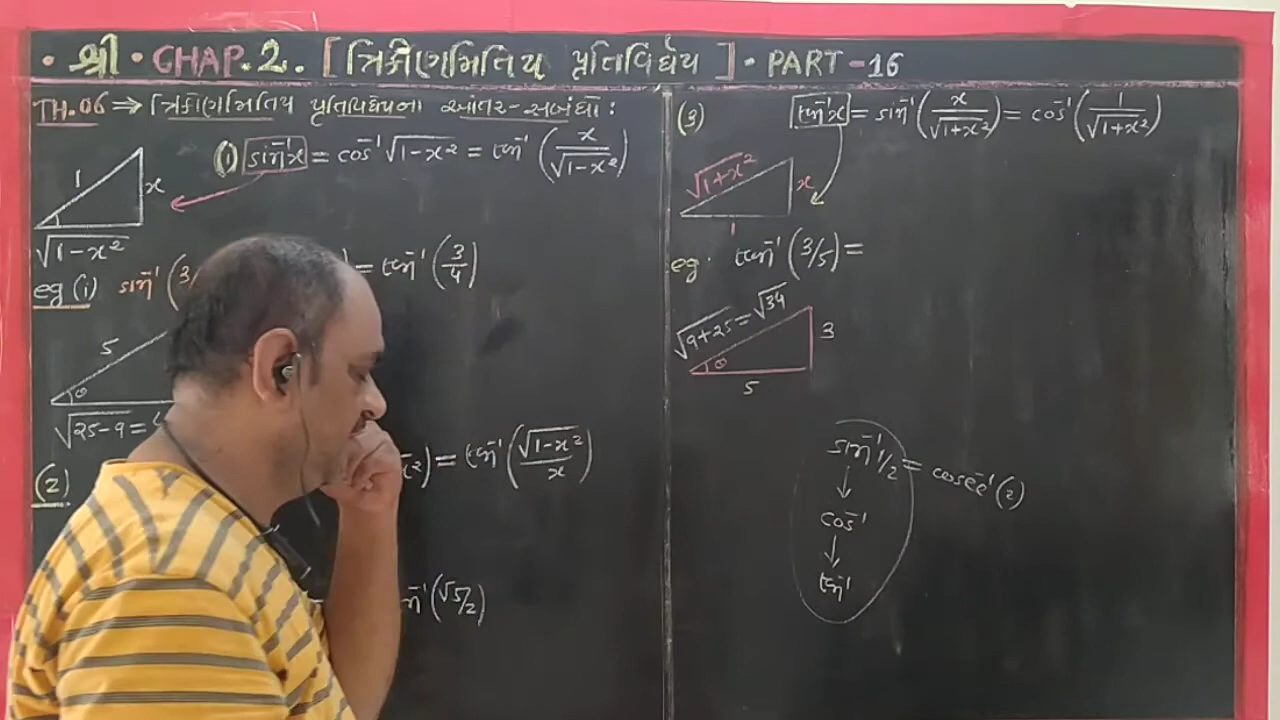 • શ્રી • CHAP.2. [ ત્રિકોણમિતિય પ્રતિવિધેય ] • PART-16
TH.06 ⇒ ત્રિકોણમિતિય પ્રતિવિધેયના આંતર-સબંધો :
(1) sin⁻¹x = cos⁻¹√(1-x²) = tan⁻¹(x/√(1-x²))
1
x
√(1-x²)
eg (i) sin⁻¹(3/
) = tan⁻¹(3/4)
5
θ
√(25-9) =
(2)
x²) = tan⁻¹(√(1-x²)/x)
n⁻¹(√5/2)
(3) tan⁻¹x = sin⁻¹(x/√(1+x²)) = cos⁻¹(1/√(1+x²))
√(1+x²)
x
1
eg. tan⁻¹(3/5) =
√(9+25) = √34
3
θ
5
sin⁻¹1/2 = cosec⁻¹(2)
↓
cos⁻¹
↓
tan⁻¹